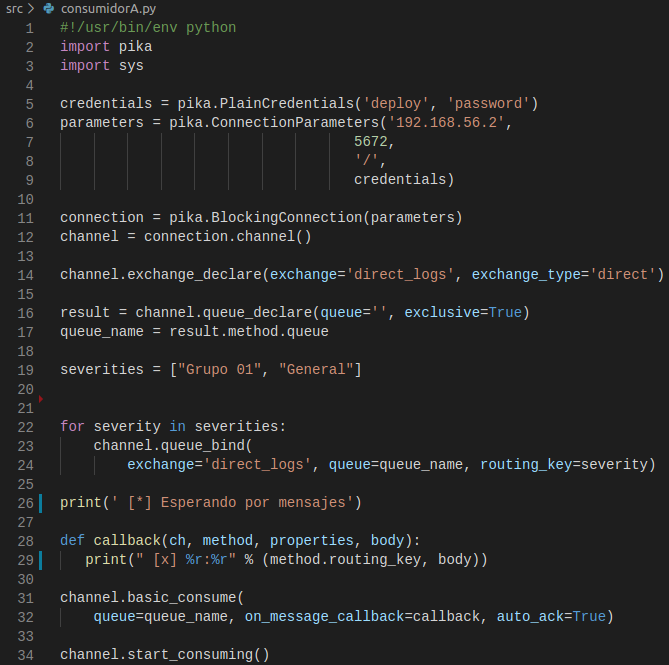 src > consumidorA.py
1 #!/usr/bin/env python
2 import pika
3 import sys
4
5 credentials = pika.PlainCredentials('deploy', 'password')
6 parameters = pika.ConnectionParameters('192.168.56.2',
7                                    5672,
8                                    '/',
9                                    credentials)
10
11 connection = pika.BlockingConnection(parameters)
12 channel = connection.channel()
13
14 channel.exchange_declare(exchange='direct_logs', exchange_type='direct')
15
16 result = channel.queue_declare(queue='', exclusive=True)
17 queue_name = result.method.queue
18
19 severities = ["Grupo 01", "General"]
20
21
22 for severity in severities:
23     channel.queue_bind(
24         exchange='direct_logs', queue=queue_name, routing_key=severity)
25
26 print(' [*] Esperando por mensajes')
27
28 def callback(ch, method, properties, body):
29    print(" [x] %r:%r" % (method.routing_key, body))
30
31 channel.basic_consume(
32     queue=queue_name, on_message_callback=callback, auto_ack=True)
33
34 channel.start_consuming()